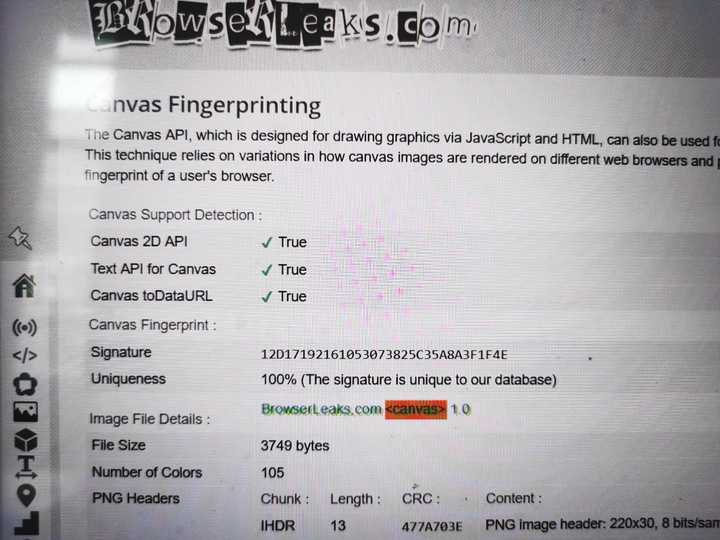 BrowserLeaks.com
Canvas Fingerprinting
The Canvas API, which is designed for drawing graphics via JavaScript and HTML, can also be used
This technique relies on variations in how canvas images are rendered on different web browsers and
fingerprint of a user's browser.
Canvas Support Detection :
Canvas 2D API ✓ True
Text API for Canvas ✓ True
Canvas toDataURL ✓ True
Canvas Fingerprint :
Signature 12D17192161053073825C35A8A3F1F4E
Uniqueness 100% (The signature is unique to our database)
BrowserLeaks.com <canvas> 1.0
Image File Details :
File Size 3749 bytes
Number of Colors 105
PNG Headers Chunk : Length : CRC : Content :
IHDR 13 477A703E PNG image header: 220x30, 8 bits/sam